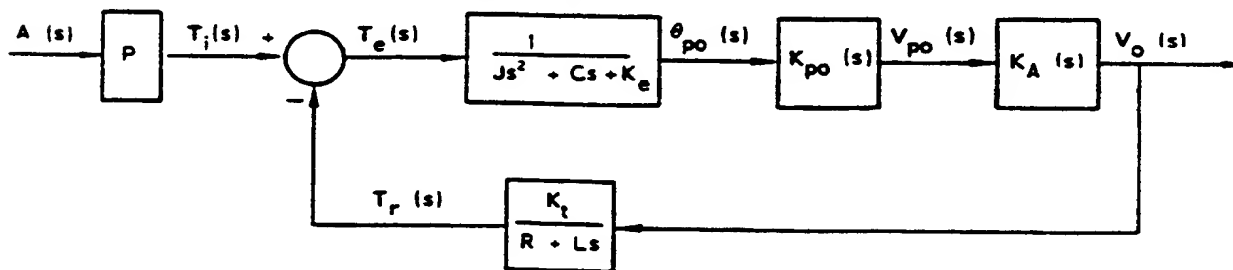 A (s)
P
T_i(s)
+
−
T_e(s)
1
Js² + Cs + K_e
θ_po (s)
K_po (s)
V_po (s)
K_A (s)
V_o (s)
T_r (s)
K_t
R + Ls